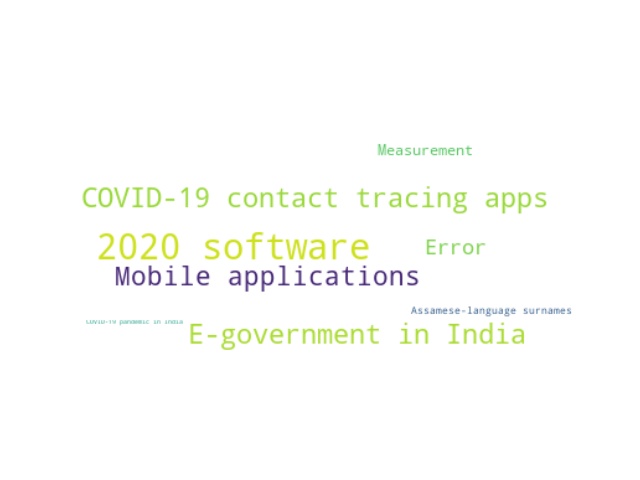 Measurement
COVID-19 contact tracing apps
2020 software
Error
Mobile applications
Assamese-language surnames
COVID-19 pandemic in India
E-government in India